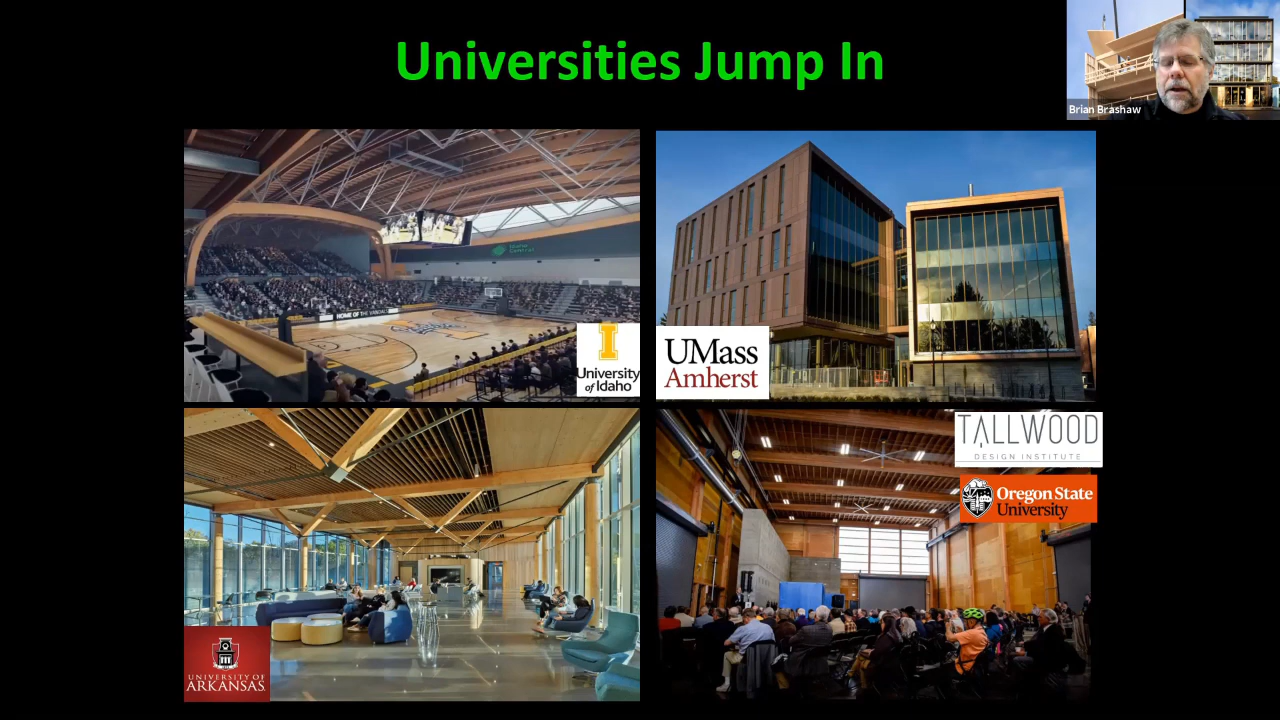 Universities Jump In
Brian Brashaw
HOME OF THE VANDALS
I
University
of Idaho
UMass
Amherst
UNIVERSITY OF
ARKANSAS
TALLWOOD
DESIGN INSTITUTE
Oregon State
University